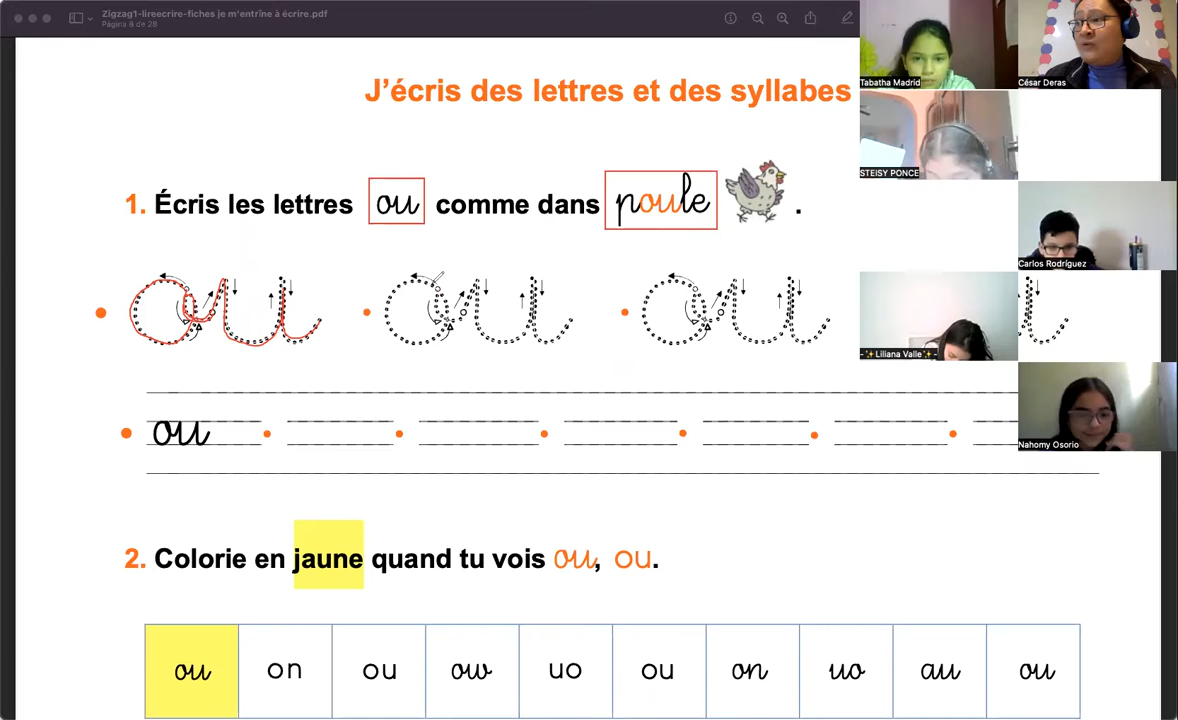 Zigzag1-lireecrire-fiches je m'entrîne à écrire.pdf
Página 8 de 28
Tabatha Madrid
César Deras
J'écris des lettres et des syllabes
STEISY PONCE
1. Écris les lettres ou comme dans poule .
Carlos Rodríguez
ou ou ou
-✨Liliana Valle✨-
ou
Nahomy Osorio
2. Colorie en jaune quand tu vois ou, ou.
ou on ou ow uo ou on uo au ou